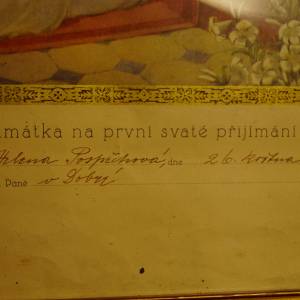 mátka na první svaté přijímání
Helena Pospíchová, dne 26. května
Páně v Dobré